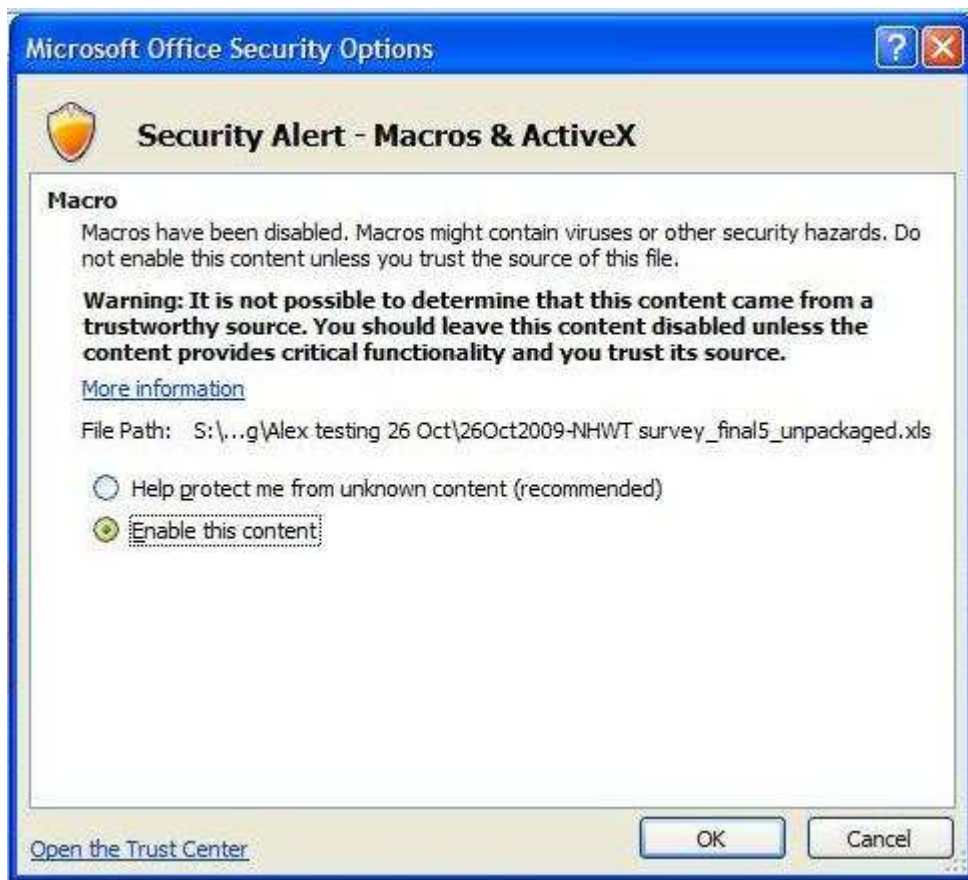 Microsoft Office Security Options
Security Alert - Macros & ActiveX
Macro
Macros have been disabled. Macros might contain viruses or other security hazards. Do
not enable this content unless you trust the source of this file.
Warning: It is not possible to determine that this content came from a
trustworthy source. You should leave this content disabled unless the
content provides critical functionality and you trust its source.
More information
File Path: S:\...g\Alex testing 26 Oct\26Oct2009-NHWT survey_final5_unpackaged.xls
Help protect me from unknown content (recommended)
Enable this content
Open the Trust Center
OK
Cancel